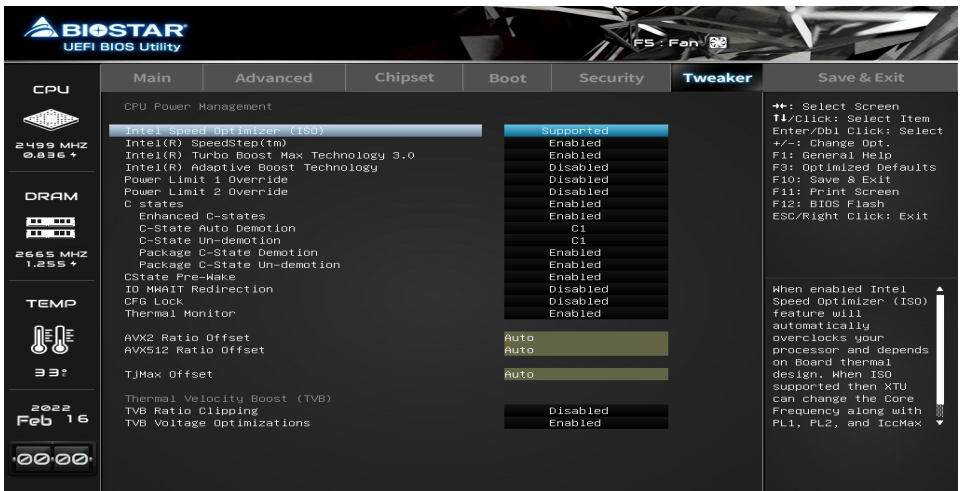 BIOSTAR®
UEFI BIOS Utility
F5 : Fan
Main Advanced Chipset Boot Security Tweaker Save & Exit
CPU
2499 MHZ
0.836 V
DRAM
2665 MHZ
1.255 V
TEMP
33°
2022
Feb 16
00:00
CPU Power Management
Intel Speed Optimizer (ISO) Supported
Intel(R) SpeedStep(tm) Enabled
Intel(R) Turbo Boost Max Technology 3.0 Enabled
Intel(R) Adaptive Boost Technology Disabled
Power Limit 1 Override Disabled
Power Limit 2 Override Disabled
C states Enabled
Enhanced C-states Enabled
C-State Auto Demotion C1
C-State Un-demotion C1
Package C-State Demotion Enabled
Package C-State Un-demotion Enabled
CState Pre-Wake Enabled
IO MWAIT Redirection Disabled
CFG Lock Disabled
Thermal Monitor Enabled
AVX2 Ratio Offset Auto
AVX512 Ratio Offset Auto
TjMax Offset Auto
Thermal Velocity Boost (TVB)
TVB Ratio Clipping Disabled
TVB Voltage Optimizations Enabled
→←: Select Screen
↑↓/Click: Select Item
Enter/Dbl Click: Select
+/-: Change Opt.
F1: General Help
F3: Optimized Defaults
F10: Save & Exit
F11: Print Screen
F12: BIOS Flash
ESC/Right Click: Exit
When enabled Intel
Speed Optimizer (ISO)
feature will
automatically
overclocks your
processor and depends
on Board thermal
design. When ISO
supported then XTU
can change the Core
Frequency along with
PL1, PL2, and IccMax